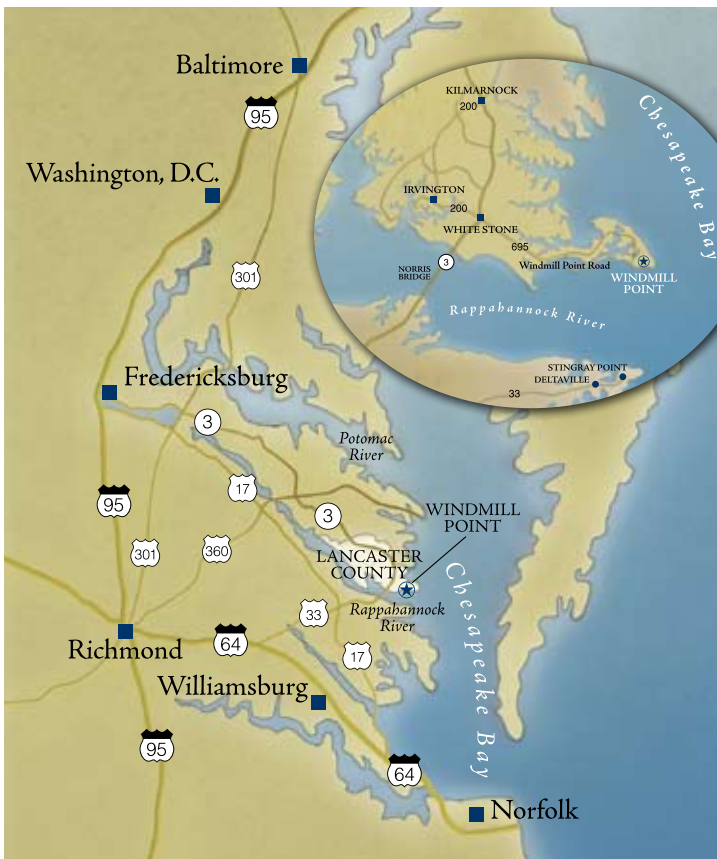 Baltimore
95
Washington, D.C.
301
Fredericksburg
3
Potomac
River
17
95
3
WINDMILL
POINT
301
360
LANCASTER
COUNTY
Rappahannock
River
33
Chesapeake Bay
Richmond
64
17
Williamsburg
95
64
Norfolk
KILMARNOCK
200
Chesapeake Bay
IRVINGTON
200
WHITE STONE
695
NORRIS
BRIDGE
3
Windmill Point Road
WINDMILL
POINT
Rappahannock River
STINGRAY POINT
DELTAVILLE
33